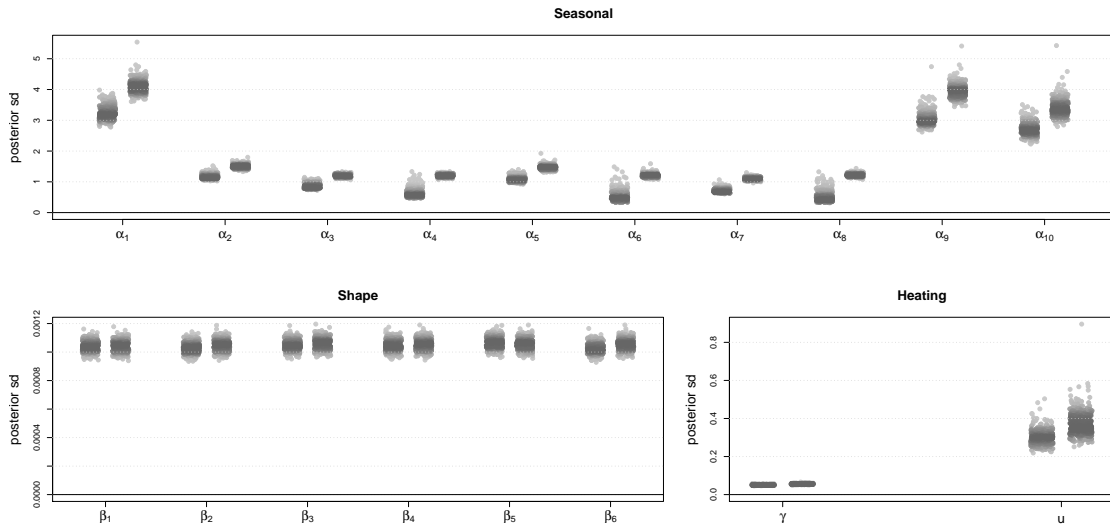 Seasonal
posterior sd
5
4
3
2
1
0
α1 α2 α3 α4 α5 α6 α7 α8 α9 α10
Shape
posterior sd
0.0012
0.0008
0.0004
0.0000
β1 β2 β3 β4 β5 β6
Heating
posterior sd
0.8
0.6
0.4
0.2
0.0
γ u